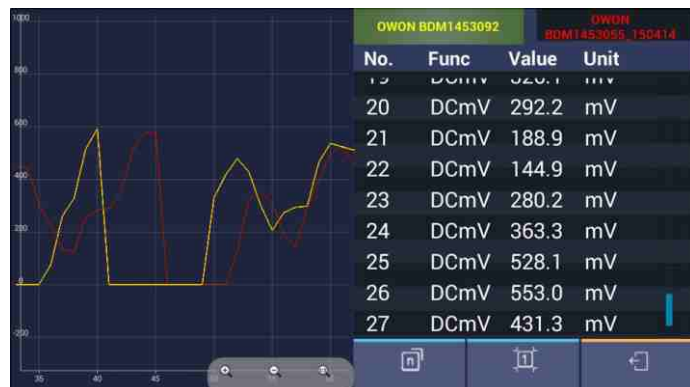 1000
800
600
400
200
0
-200
35 40 45
OWON BDM1453092
OWON
BDM1453055_150414
No. Func Value Unit
20 DCmV 292.2 mV
21 DCmV 188.9 mV
22 DCmV 144.9 mV
23 DCmV 280.2 mV
24 DCmV 363.3 mV
25 DCmV 528.1 mV
26 DCmV 553.0 mV
27 DCmV 431.3 mV
n
1